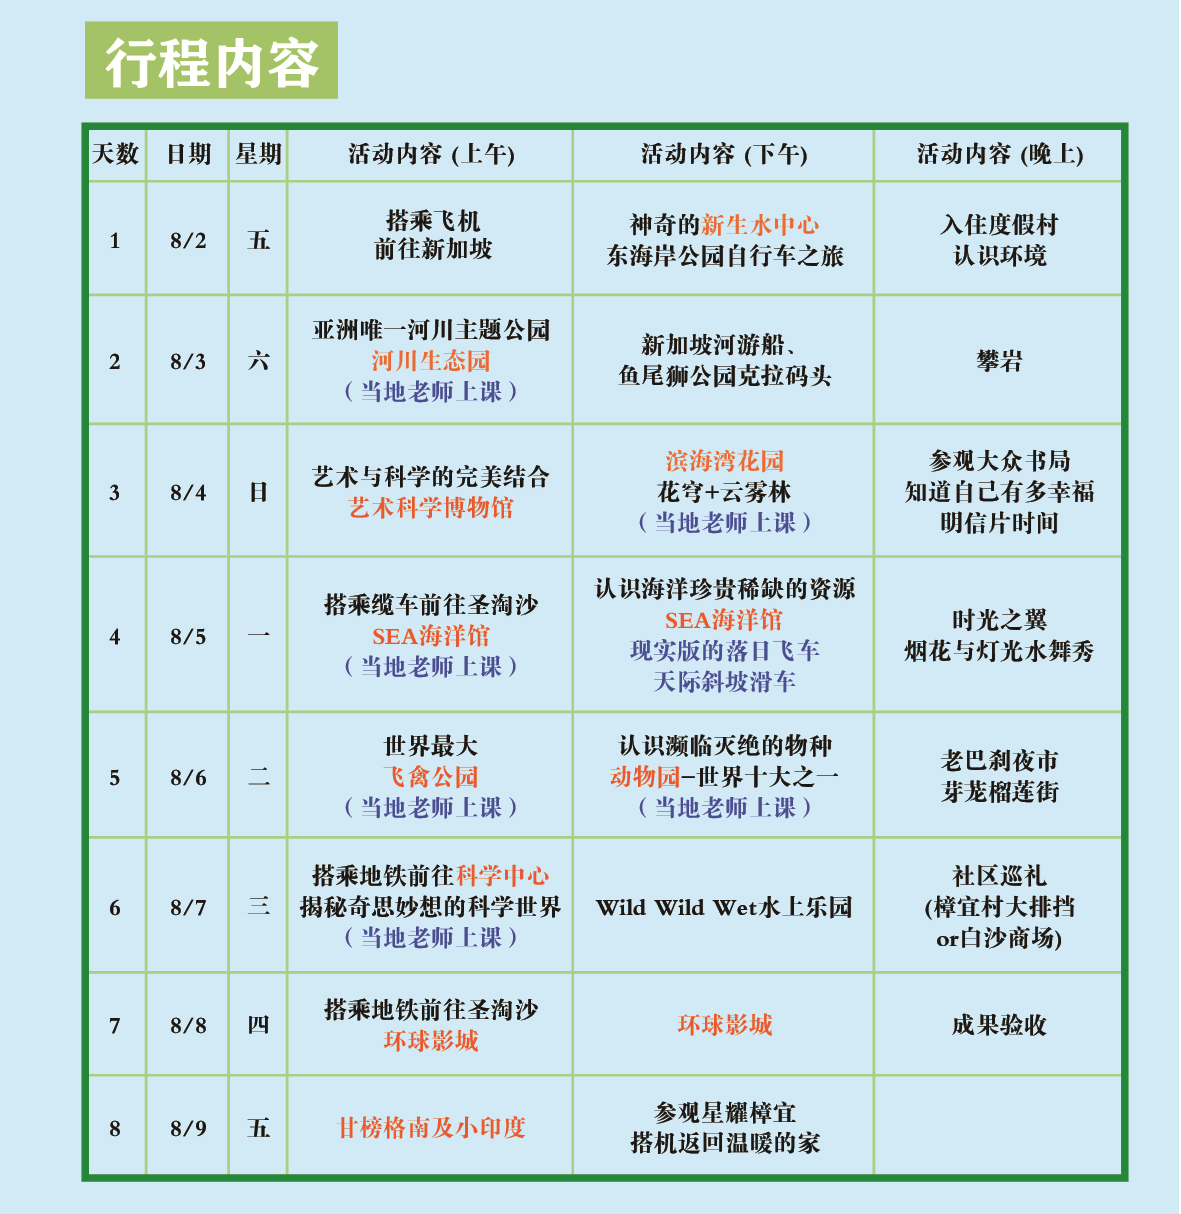 行程内容
天数 日期 星期 活动内容 (上午) 活动内容 (下午) 活动内容 (晚上)
1 8/2 五
搭乘飞机
前往新加坡
神奇的新生水中心
东海岸公园自行车之旅
入住度假村
认识环境
2 8/3 六
亚洲唯一河川主题公园
河川生态园
（当地老师上课）
新加坡河游船、
鱼尾狮公园克拉码头
攀岩
3 8/4 日
艺术与科学的完美结合
艺术科学博物馆
滨海湾花园
花穹+云雾林
（当地老师上课）
参观大众书局
知道自己有多幸福
明信片时间
4 8/5 一
搭乘缆车前往圣淘沙
SEA海洋馆
（当地老师上课）
认识海洋珍贵稀缺的资源
SEA海洋馆
现实版的落日飞车
天际斜坡滑车
时光之翼
烟花与灯光水舞秀
5 8/6 二
世界最大
飞禽公园
（当地老师上课）
认识濒临灭绝的物种
动物园–世界十大之一
（当地老师上课）
老巴刹夜市
芽茏榴莲街
6 8/7 三
搭乘地铁前往科学中心
揭秘奇思妙想的科学世界
（当地老师上课）
Wild Wild Wet水上乐园
社区巡礼
(樟宜村大排挡
or白沙商场)
7 8/8 四
搭乘地铁前往圣淘沙
环球影城
环球影城
成果验收
8 8/9 五
甘榜格南及小印度
参观星耀樟宜
搭机返回温暖的家